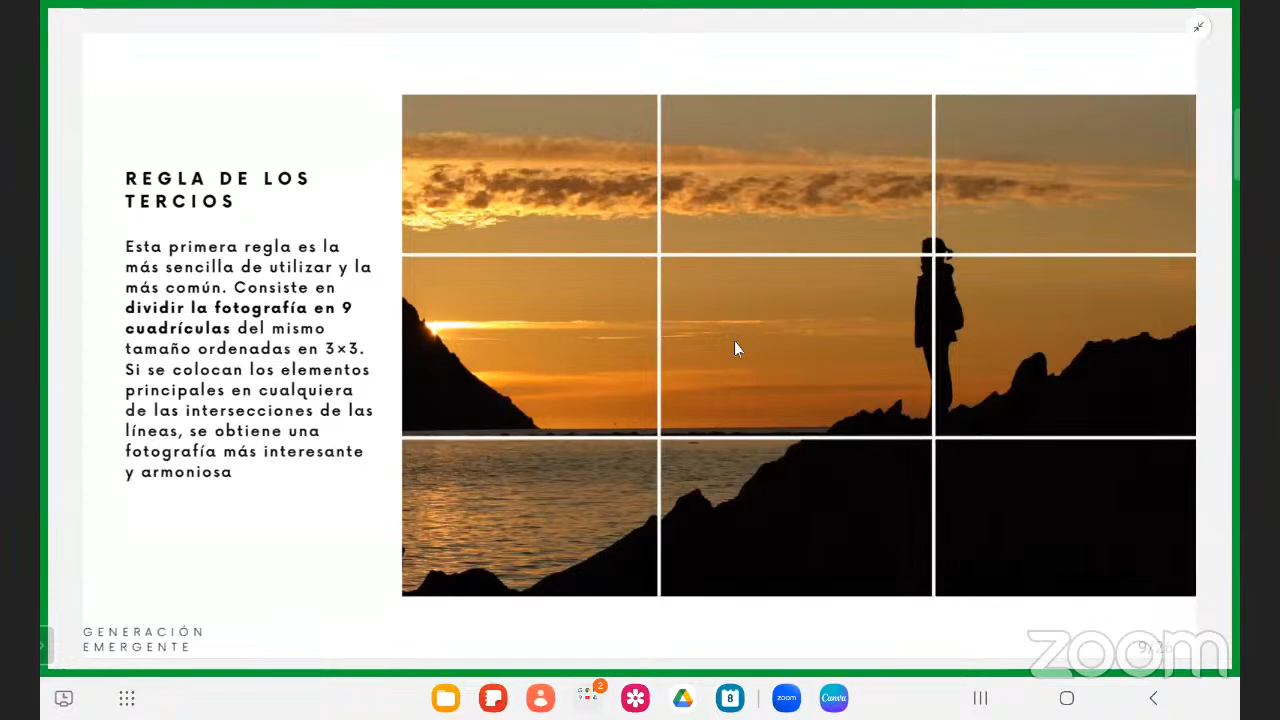 REGLA DE LOS
TERCIOS
Esta primera regla es la
más sencilla de utilizar y la
más común. Consiste en
dividir la fotografía en 9
cuadrículas del mismo
tamaño ordenadas en 3×3.
Si se colocan los elementos
principales en cualquiera
de las intersecciones de las
líneas, se obtiene una
fotografía más interesante
y armoniosa
GENERACIÓN
EMERGENTE
zoom
2
8
zoom
Canva